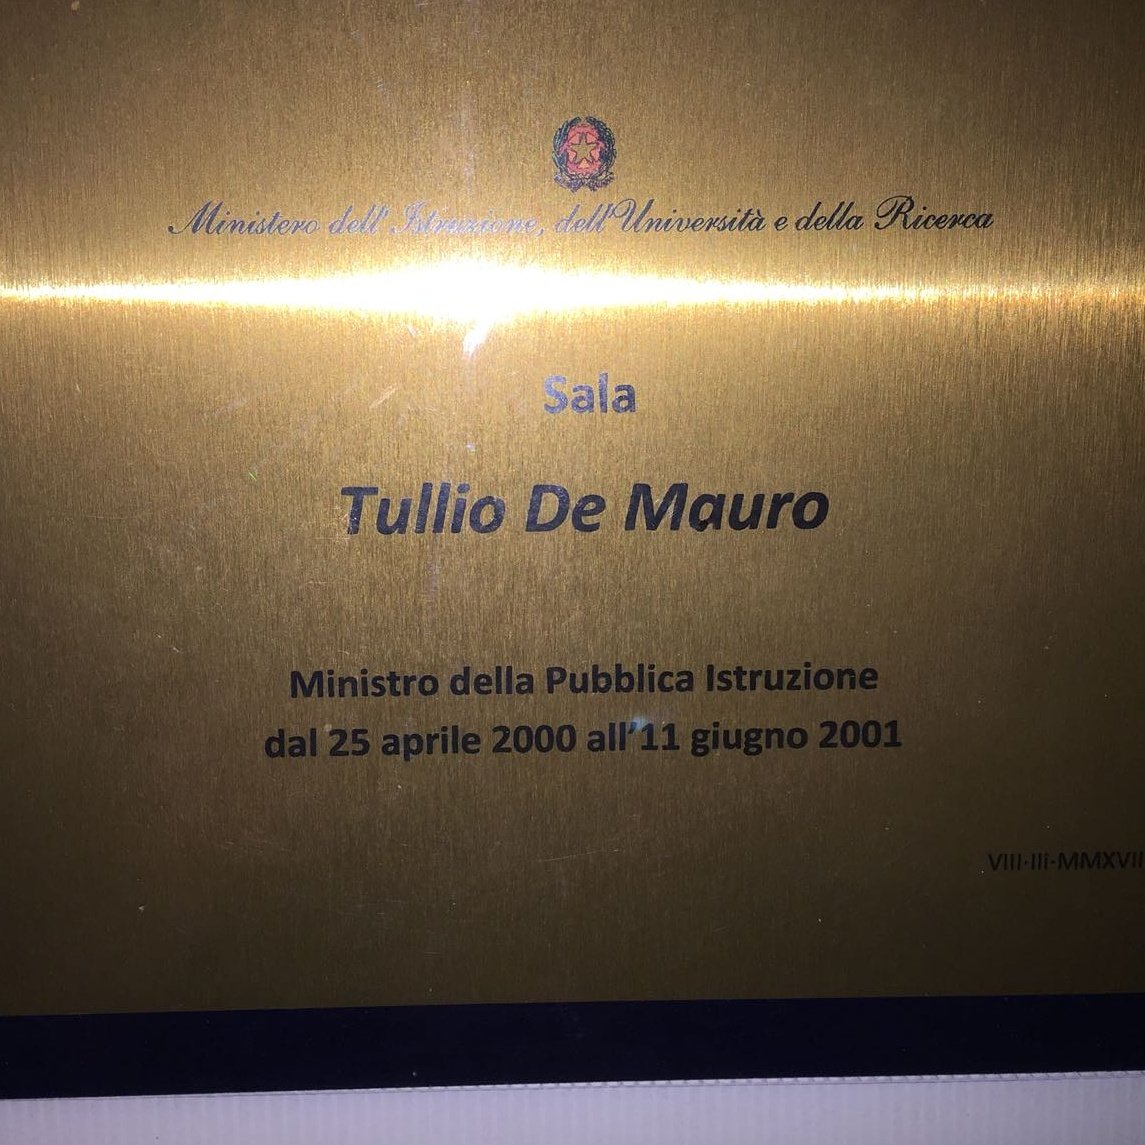 Ministero dell'Istruzione, dell'Università e della Ricerca
Sala
Tullio De Mauro
Ministro della Pubblica Istruzione
dal 25 aprile 2000 all'11 giugno 2001
VIII·III·MMXVII